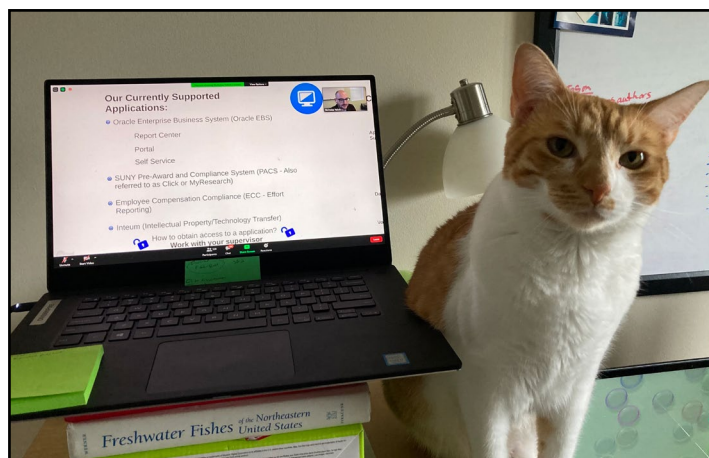 Our Currently Supported
Applications:
Oracle Enterprise Business System (Oracle EBS)
Report Center
Portal
Self Service
SUNY Pre-Award and Compliance System (PACS - Also
referred to as Click or MyResearch)
Employee Compensation Compliance (ECC - Effort
Reporting)
Inteum (Intellectual Property/Technology Transfer)
How to obtain access to a application?
Work with your supervisor
authors
Freshwater Fishes of the Northeastern
United States